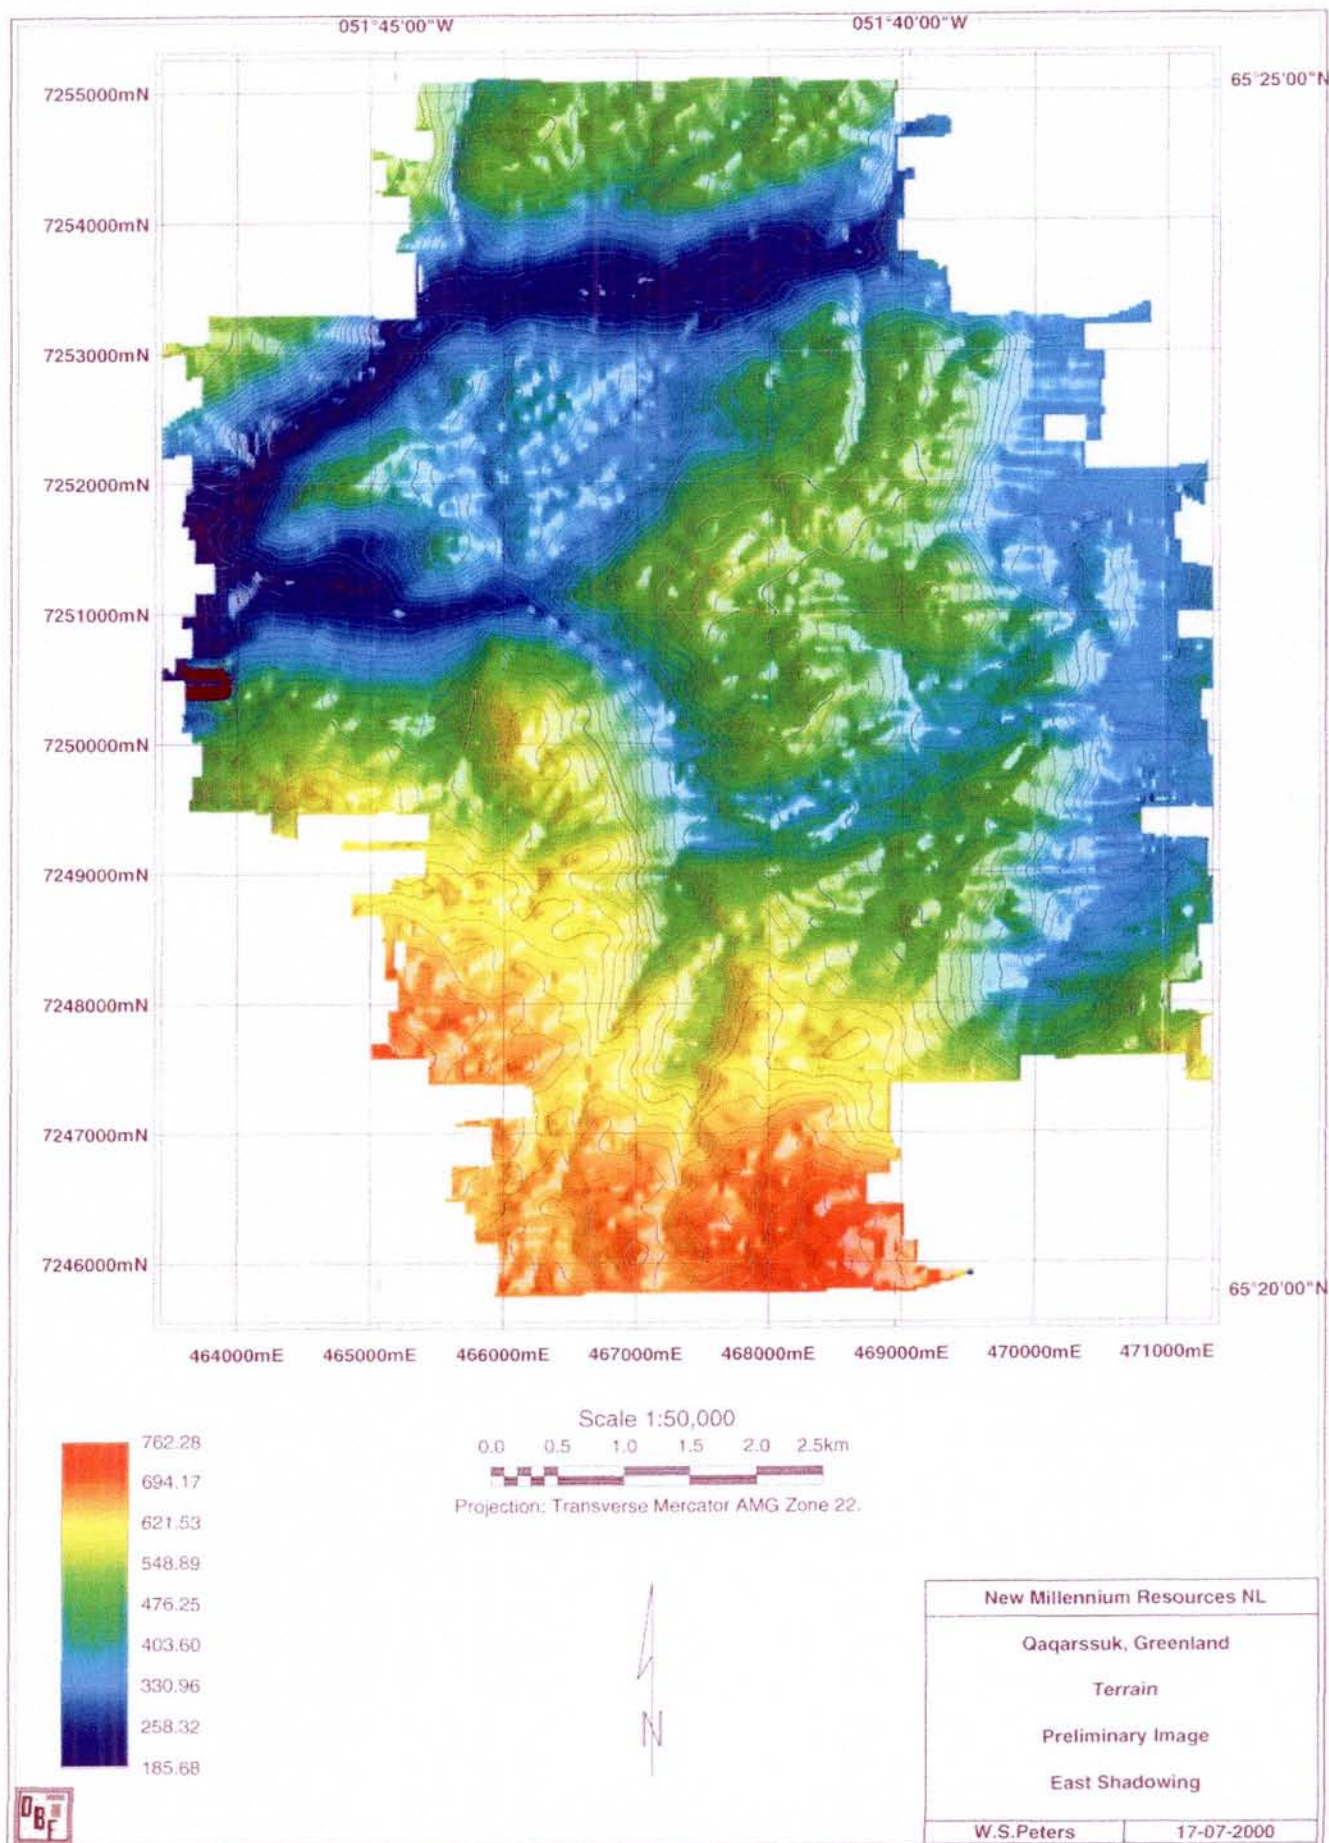 051°45'00"W 051°40'00"W
7255000mN 65°25'00"N
7254000mN
7253000mN
7252000mN
7251000mN
7250000mN
7249000mN
7248000mN
7247000mN
7246000mN
65°20'00"N
464000mE 465000mE 466000mE 467000mE 468000mE 469000mE 470000mE 471000mE
Scale 1:50,000
0.0 0.5 1.0 1.5 2.0 2.5km
Projection: Transverse Mercator AMG Zone 22.
762.28
694.17
621.53
548.89
476.25
403.60
330.96
258.32
185.68
N
New Millennium Resources NL
Qaqarssuk, Greenland
Terrain
Preliminary Image
East Shadowing
W.S.Peters 17-07-2000